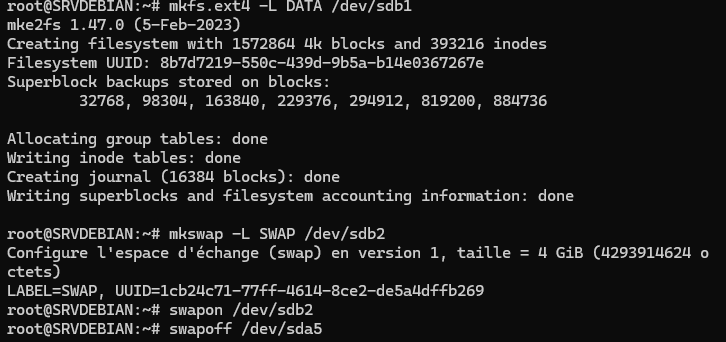 root@SRVDEBIAN:~# mkfs.ext4 -L DATA /dev/sdb1
mke2fs 1.47.0 (5-Feb-2023)
Creating filesystem with 1572864 4k blocks and 393216 inodes
Filesystem UUID: 8b7d7219-550c-439d-9b5a-b14e0367267e
Superblock backups stored on blocks:
        32768, 98304, 163840, 229376, 294912, 819200, 884736

Allocating group tables: done
Writing inode tables: done
Creating journal (16384 blocks): done
Writing superblocks and filesystem accounting information: done

root@SRVDEBIAN:~# mkswap -L SWAP /dev/sdb2
Configure l'espace d'échange (swap) en version 1, taille = 4 GiB (4293914624 o
ctets)
LABEL=SWAP, UUID=1cb24c71-77ff-4614-8ce2-de5a4dffb269
root@SRVDEBIAN:~# swapon /dev/sdb2
root@SRVDEBIAN:~# swapoff /dev/sda5